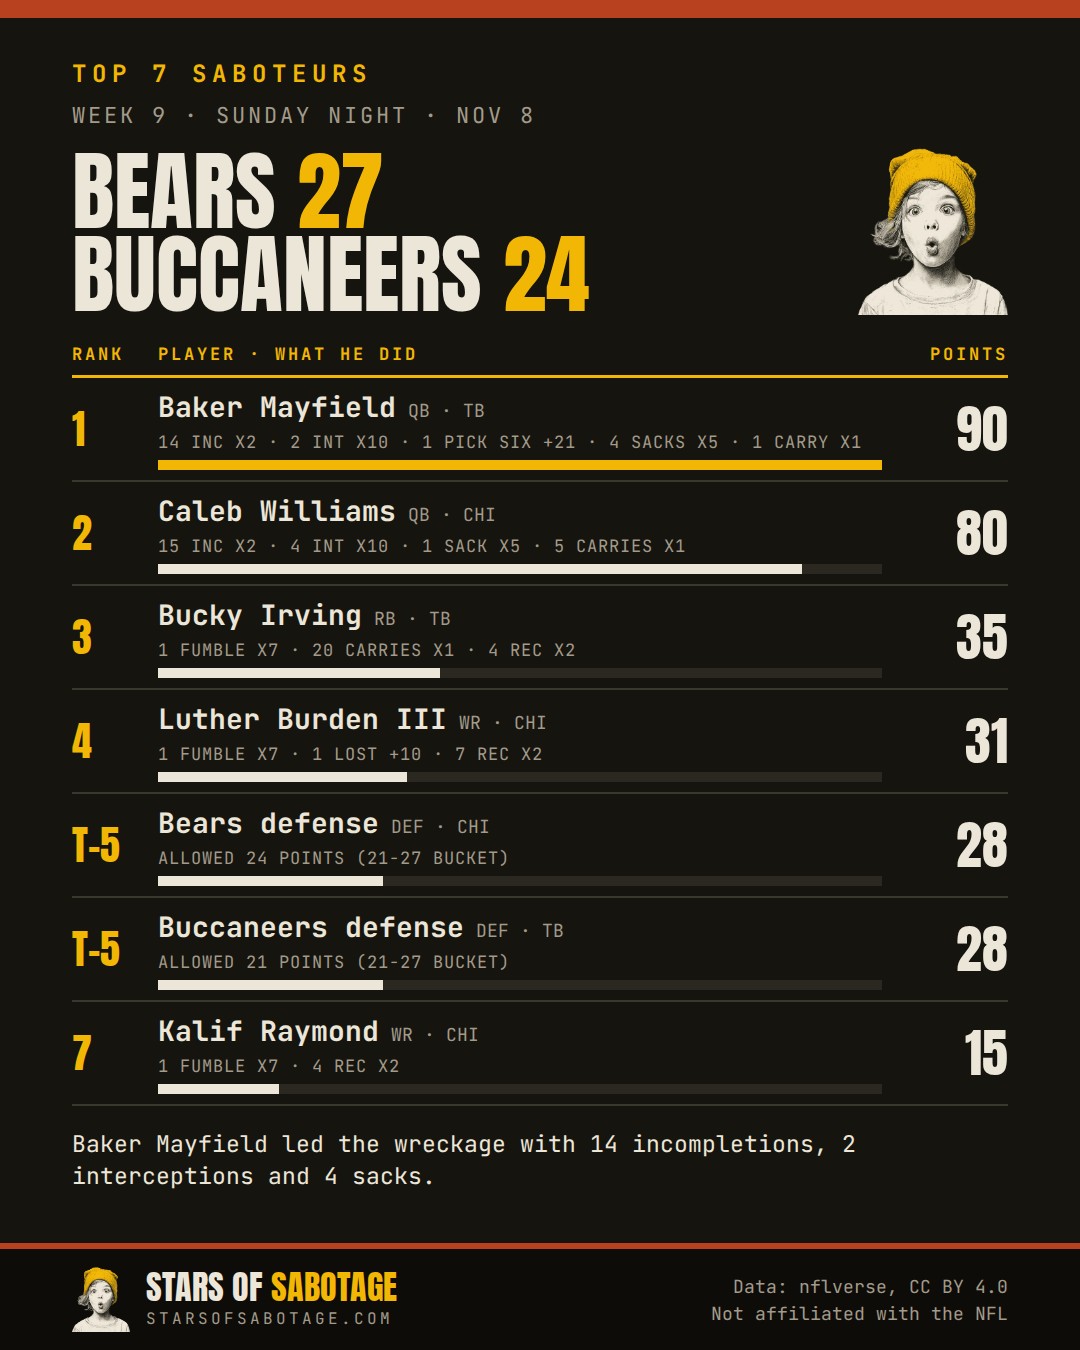 TOP 7 SABOTEURS
WEEK 9 · SUNDAY NIGHT · NOV 8
BEARS 27
BUCCANEERS 24
RANK PLAYER · WHAT HE DID POINTS
1 Baker Mayfield QB · TB 90
14 INC X2 · 2 INT X10 · 1 PICK SIX +21 · 4 SACKS X5 · 1 CARRY X1
2 Caleb Williams QB · CHI 80
15 INC X2 · 4 INT X10 · 1 SACK X5 · 5 CARRIES X1
3 Bucky Irving RB · TB 35
1 FUMBLE X7 · 20 CARRIES X1 · 4 REC X2
4 Luther Burden III WR · CHI 31
1 FUMBLE X7 · 1 LOST +10 · 7 REC X2
T-5 Bears defense DEF · CHI 28
ALLOWED 24 POINTS (21-27 BUCKET)
T-5 Buccaneers defense DEF · TB 28
ALLOWED 21 POINTS (21-27 BUCKET)
7 Kalif Raymond WR · CHI 15
1 FUMBLE X7 · 4 REC X2
Baker Mayfield led the wreckage with 14 incompletions, 2
interceptions and 4 sacks.
STARS OF SABOTAGE
STARSOFSABOTAGE.COM
Data: nflverse, CC BY 4.0
Not affiliated with the NFL